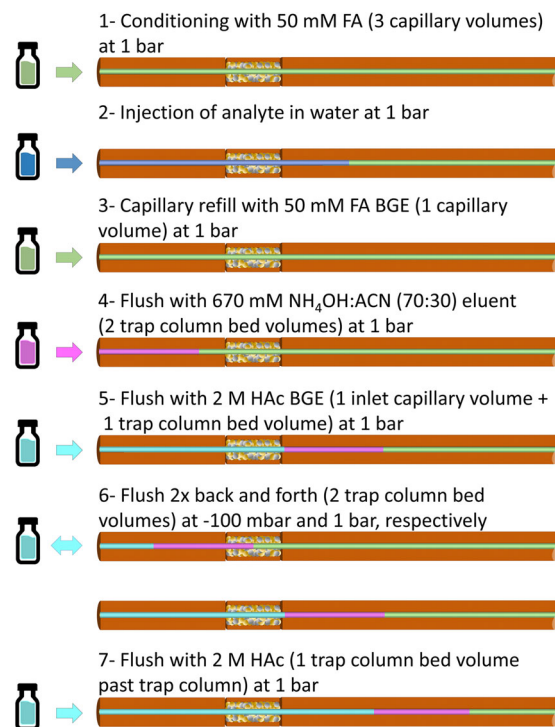 1- Conditioning with 50 mM FA (3 capillary volumes)
at 1 bar
2- Injection of analyte in water at 1 bar
3- Capillary refill with 50 mM FA BGE (1 capillary
volume) at 1 bar
4- Flush with 670 mM NH₄OH:ACN (70:30) eluent
(2 trap column bed volumes) at 1 bar
5- Flush with 2 M HAc BGE (1 inlet capillary volume +
1 trap column bed volume) at 1 bar
6- Flush 2x back and forth (2 trap column bed
volumes) at -100 mbar and 1 bar, respectively
7- Flush with 2 M HAc (1 trap column bed volume
past trap column) at 1 bar